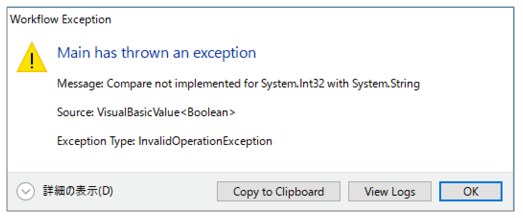 Workflow Exception
Main has thrown an exception
Message: Compare not implemented for System.Int32 with System.String
Source: VisualBasicValue<Boolean>
Exception Type: InvalidOperationException
詳細の表示(D)
Copy to Clipboard
View Logs
OK